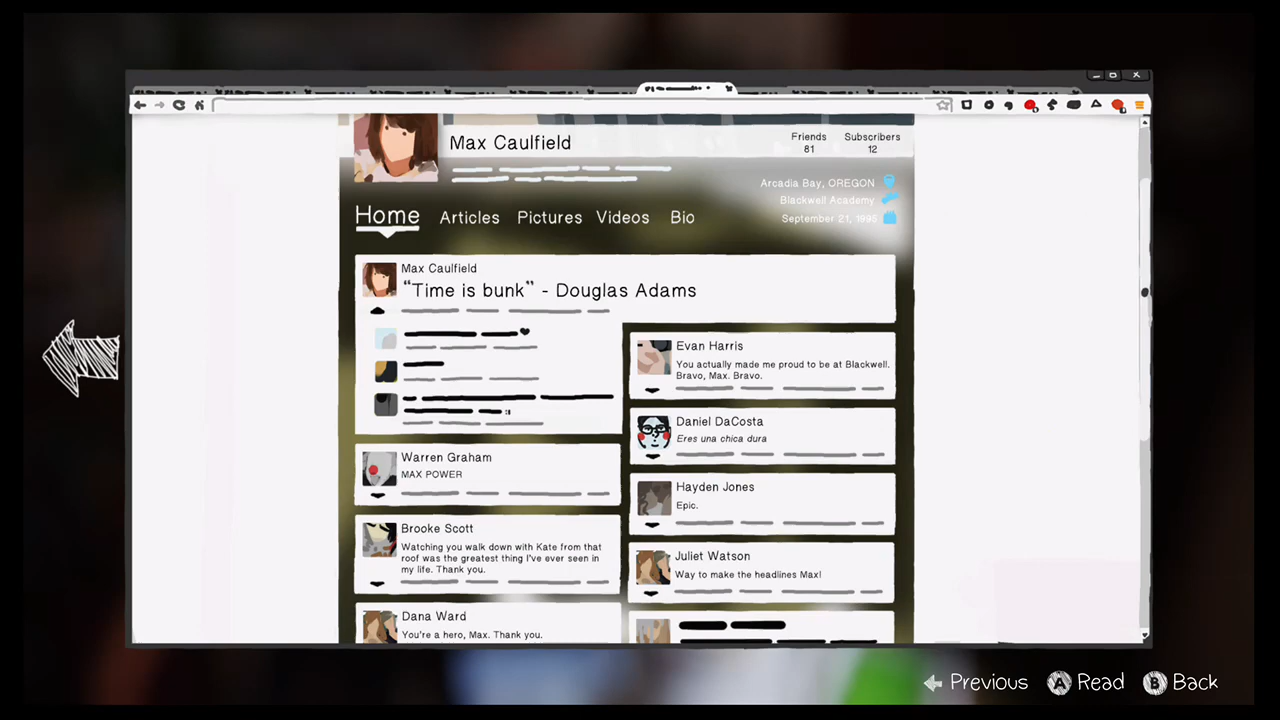 Max Caulfield
Friends
81
Subscribers
12
Arcadia Bay, OREGON
Blackwell Academy
September 21, 1995
Home Articles Pictures Videos Bio
Max Caulfield
“Time is bunk” - Douglas Adams
Warren Graham
MAX POWER
Brooke Scott
Watching you walk down with Kate from that
roof was the greatest thing I've ever seen in
my life. Thank you.
Dana Ward
You're a hero, Max. Thank you.
Evan Harris
You actually made me proud to be at Blackwell.
Bravo, Max. Bravo.
Daniel DaCosta
Eres una chica dura
Hayden Jones
Epic.
Juliet Watson
Way to make the headlines Max!
Previous A Read B Back